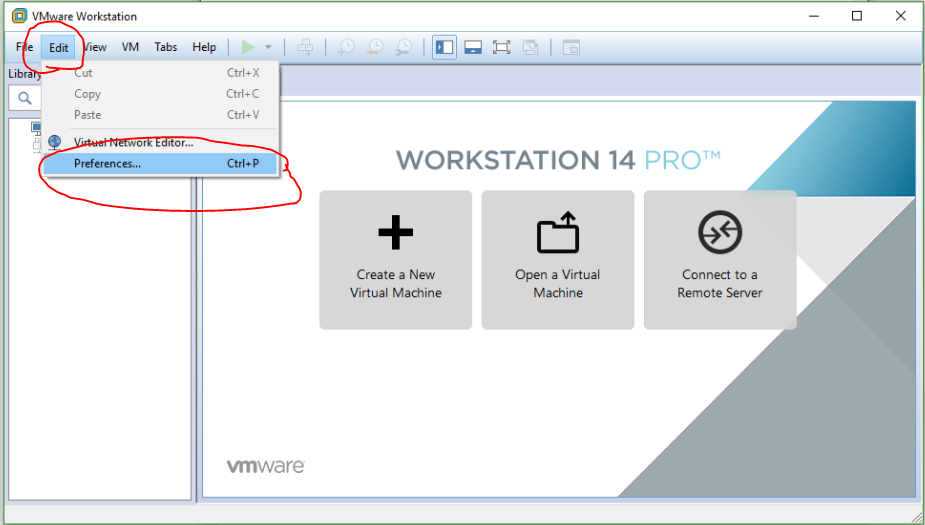 VMware Workstation
File Edit View VM Tabs Help
Library
Cut Ctrl+X
Copy Ctrl+C
Paste Ctrl+V
Virtual Network Editor...
Preferences... Ctrl+P
WORKSTATION 14 PRO™
Create a New
Virtual Machine
Open a Virtual
Machine
Connect to a
Remote Server
vmware